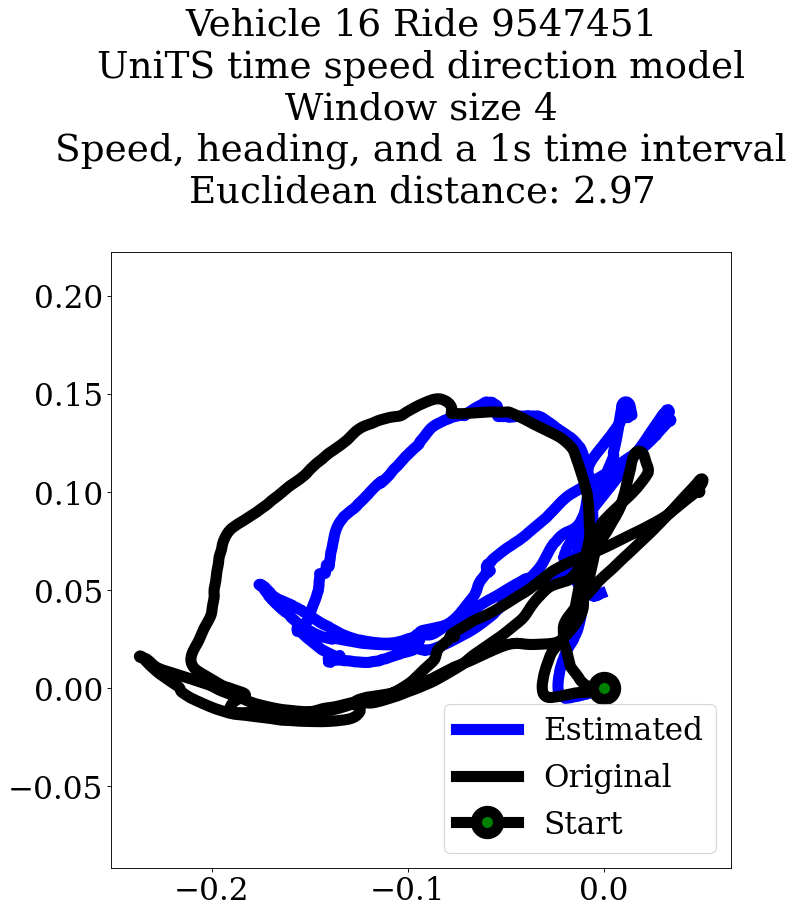 Vehicle 16 Ride 9547451
UniTS time speed direction model
Window size 4
Speed, heading, and a 1s time interval
Euclidean distance: 2.97
0.20
0.15
0.10
0.05
0.00
−0.05
Estimated
Original
Start
−0.2
−0.1
0.0